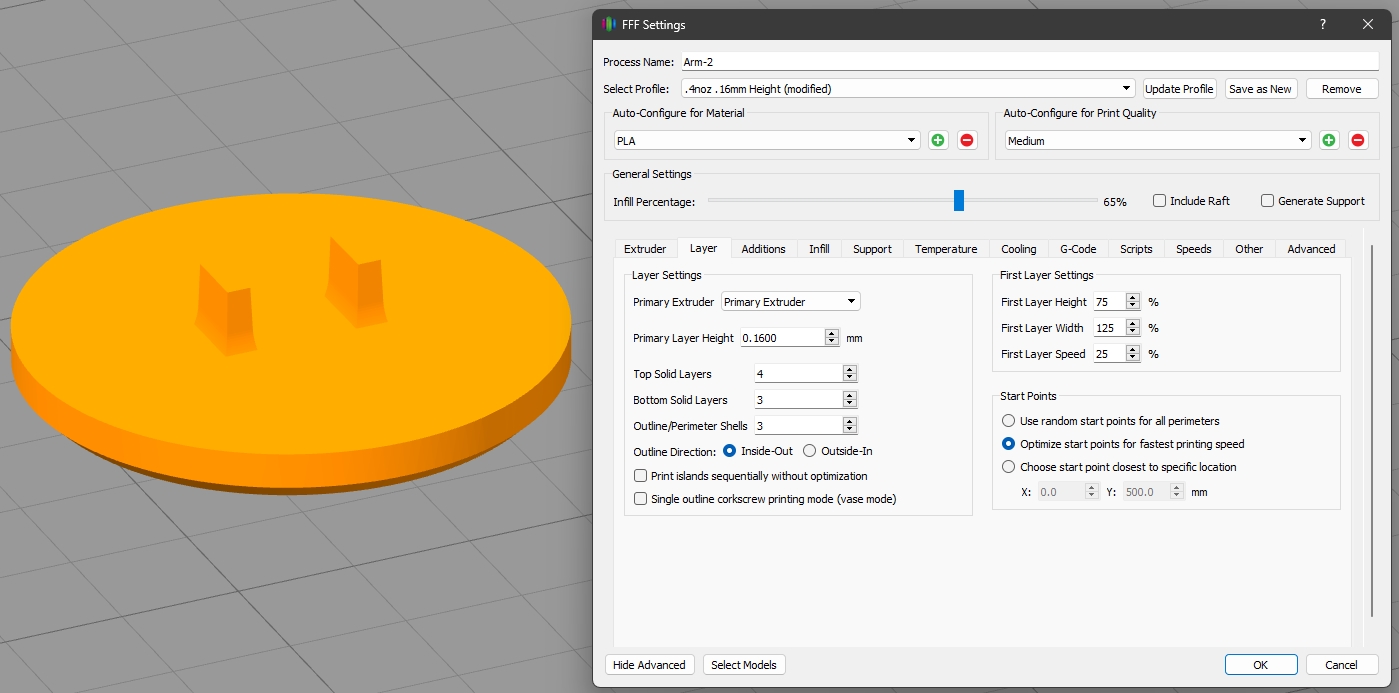 FFF Settings
Process Name: Arm-2
Select Profile: .4noz .16mm Height (modified) Update Profile Save as New Remove
Auto-Configure for Material
PLA
Auto-Configure for Print Quality
Medium
General Settings
Infill Percentage: 65% Include Raft Generate Support
Extruder Layer Additions Infill Support Temperature Cooling G-Code Scripts Speeds Other Advanced
Layer Settings
Primary Extruder Primary Extruder
Primary Layer Height 0.1600 mm
Top Solid Layers 4
Bottom Solid Layers 3
Outline/Perimeter Shells 3
Outline Direction: Inside-Out Outside-In
Print islands sequentially without optimization
Single outline corkscrew printing mode (vase mode)
First Layer Settings
First Layer Height 75 %
First Layer Width 125 %
First Layer Speed 25 %
Start Points
Use random start points for all perimeters
Optimize start points for fastest printing speed
Choose start point closest to specific location
X: 0.0 Y: 500.0 mm
Hide Advanced Select Models OK Cancel